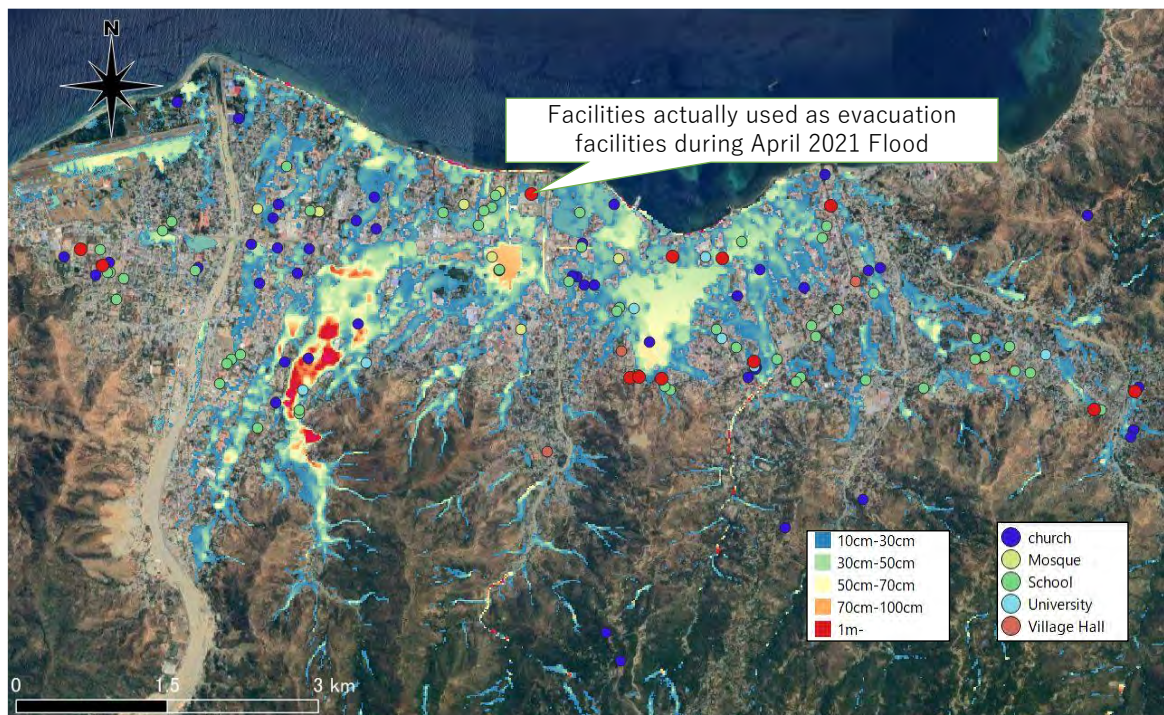 Facilities actually used as evacuation
facilities during April 2021 Flood
10cm-30cm
30cm-50cm
50cm-70cm
70cm-100cm
1m-
church
Mosque
School
University
Village Hall
0
1.5
3 km